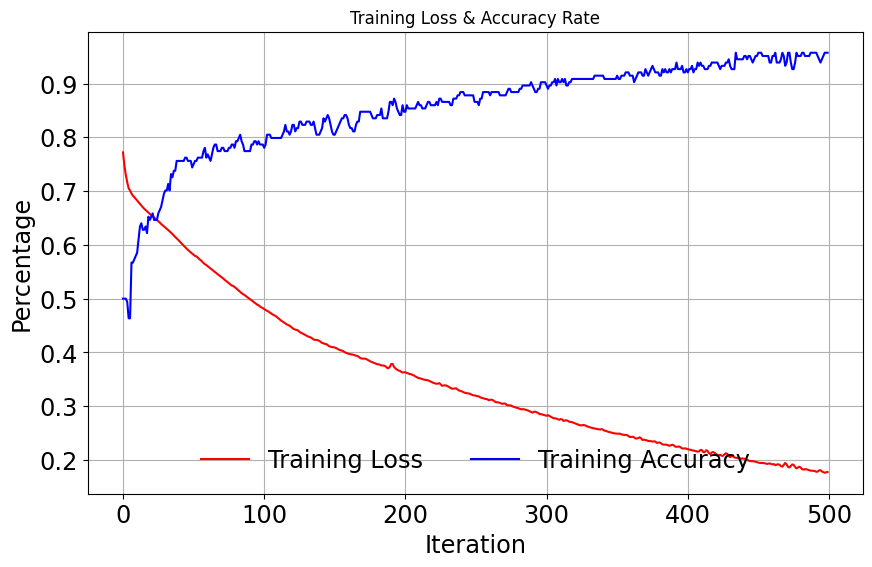 Training Loss & Accuracy Rate
Percentage
0.9
0.8
0.7
0.6
0.5
0.4
0.3
0.2
Training Loss
Training Accuracy
0 100 200 300 400 500
Iteration